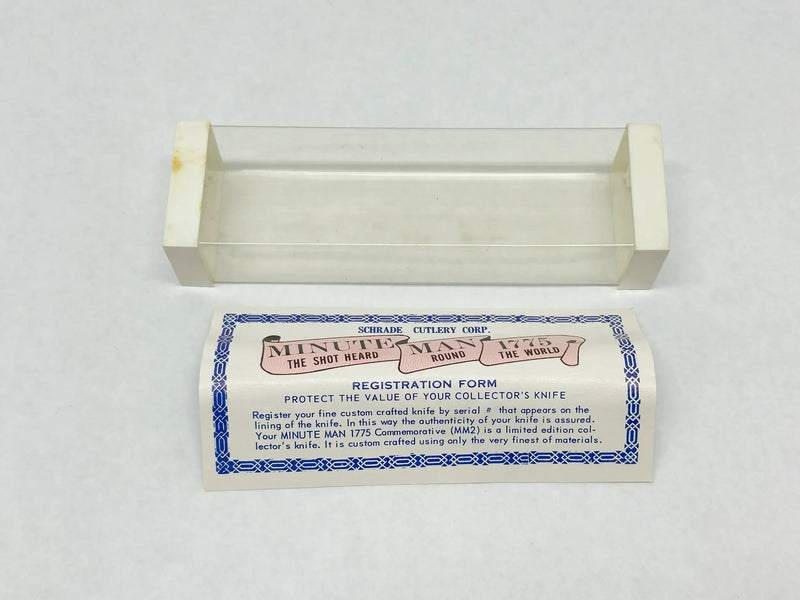 SCHRADE CUTLERY CORP.
MINUTE MAN 1775
THE SHOT HEARD ROUND THE WORLD
REGISTRATION FORM
PROTECT THE VALUE OF YOUR COLLECTOR'S KNIFE
Register your fine custom crafted knife by serial # that appears on the
lining of the knife. In this way the authenticity of your knife is assured.
Your MINUTE MAN 1775 Commemorative (MM2) is a limited edition col-
lector's knife. It is custom crafted using only the very finest of materials.